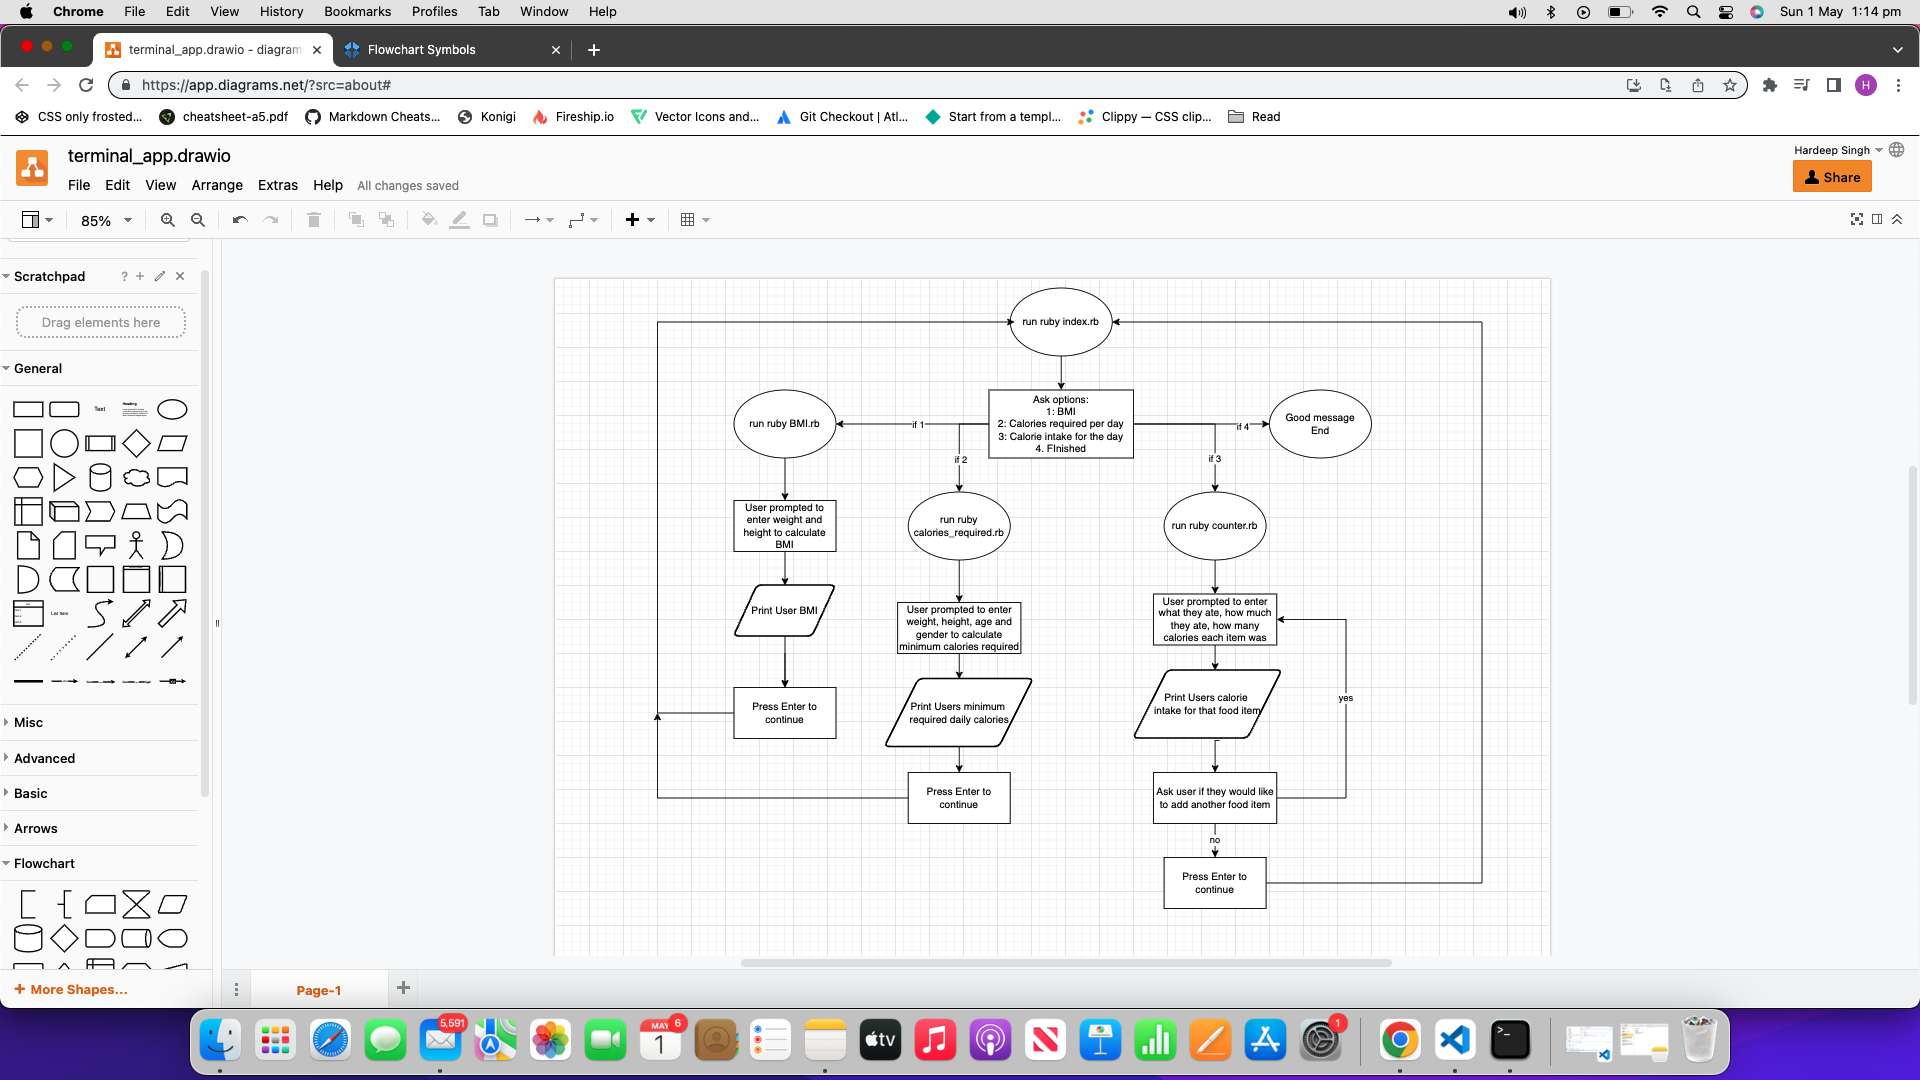 Chrome File Edit View History Bookmarks Profiles Tab Window Help
Sun 1 May 1:14 pm
terminal_app.drawio - diagram
Flowchart Symbols
https://app.diagrams.net/?src=about#
H
CSS only frosted...
cheatsheet-a5.pdf
Markdown Cheats...
Konigi
Fireship.io
Vector Icons and...
Git Checkout | Atl...
Start from a templ...
Clippy — CSS clip...
Read
terminal_app.drawio
Hardeep Singh
File Edit View Arrange Extras Help All changes saved
Share
85%
Scratchpad
?
Drag elements here
General
Text
Heading
List Item
Misc
Advanced
Basic
Arrows
Flowchart
+ More Shapes...
run ruby index.rb
Ask options:
1: BMI
2: Calories required per day
3: Calorie intake for the day
4. FInished
if 1
if 2
if 3
if 4
Good message
End
run ruby BMI.rb
User prompted to
enter weight and
height to calculate
BMI
Print User BMI
Press Enter to
continue
run ruby
calories_required.rb
User prompted to enter
weight, height, age and
gender to calculate
minimum calories required
Print Users minimum
required daily calories
Press Enter to
continue
run ruby counter.rb
User prompted to enter
what they ate, how much
they ate, how many
calories each item was
Print Users calorie
intake for that food item
yes
Ask user if they would like
to add another food item
no
Press Enter to
continue
Page-1
5,591
MAY
6
1
tv
1
>_